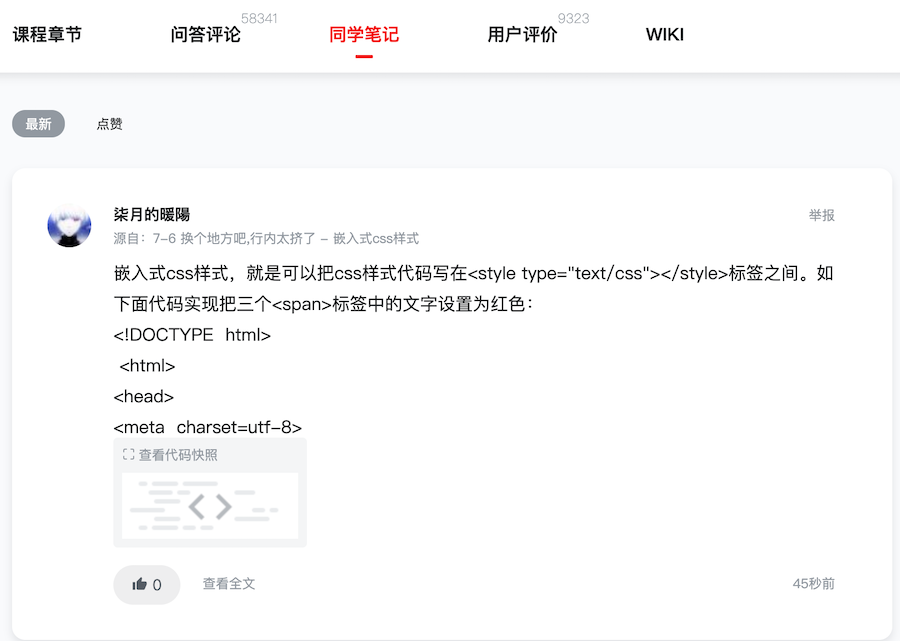 课程章节 问答评论 58341 同学笔记 用户评价 9323 WIKI
最新 点赞
柒月的暖陽 举报
源自：7-6 换个地方吧,行内太挤了 - 嵌入式css样式
嵌入式css样式，就是可以把css样式代码写在<style type="text/css"></style>标签之间。如
下面代码实现把三个<span>标签中的文字设置为红色：
<!DOCTYPE  html>
<html>
<head>
<meta  charset=utf-8>
查看代码快照
<>
0 查看全文 45秒前